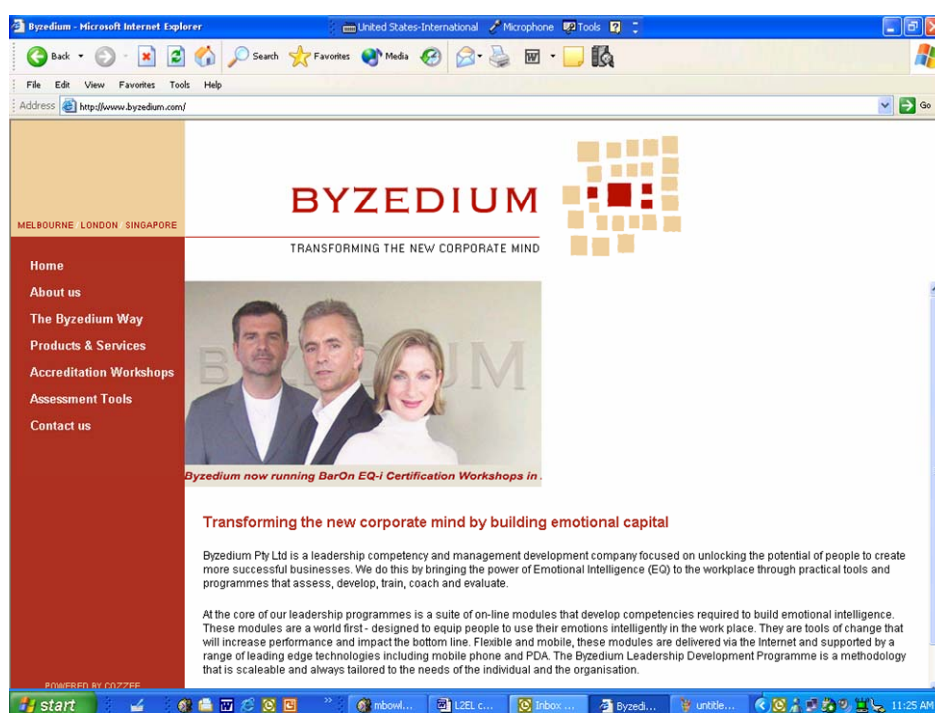 Byzedium - Microsoft Internet Explorer
United States-International Microphone Tools
Back Search Favorites Media
File Edit View Favorites Tools Help
Address http://www.byzedium.com/ Go
BYZEDIUM
MELBOURNE LONDON SINGAPORE
TRANSFORMING THE NEW CORPORATE MIND
Home
About us
The Byzedium Way
Products & Services
Accreditation Workshops
Assessment Tools
Contact us
BYZEDIUM
Byzedium now running BarOn EQ-i Certification Workshops in
Transforming the new corporate mind by building emotional capital
Byzedium Pty Ltd is a leadership competency and management development company focused on unlocking the potential of people to create
more successful businesses. We do this by bringing the power of Emotional Intelligence (EQ) to the workplace through practical tools and
programmes that assess, develop, train, coach and evaluate.
At the core of our leadership programmes is a suite of on-line modules that develop competencies required to build emotional intelligence.
These modules are a world first - designed to equip people to use their emotions intelligently in the work place. They are tools of change that
will increase performance and impact the bottom line. Flexible and mobile, these modules are delivered via the Internet and supported by a
range of leading edge technologies including mobile phone and PDA. The Byzedium Leadership Development Programme is a methodology
that is scaleable and always tailored to the needs of the individual and the organisation.
POWERED BY COZZEE
start mbowl... L2EL c... Inbox ... Byzedi... untitle... 11:25 AM